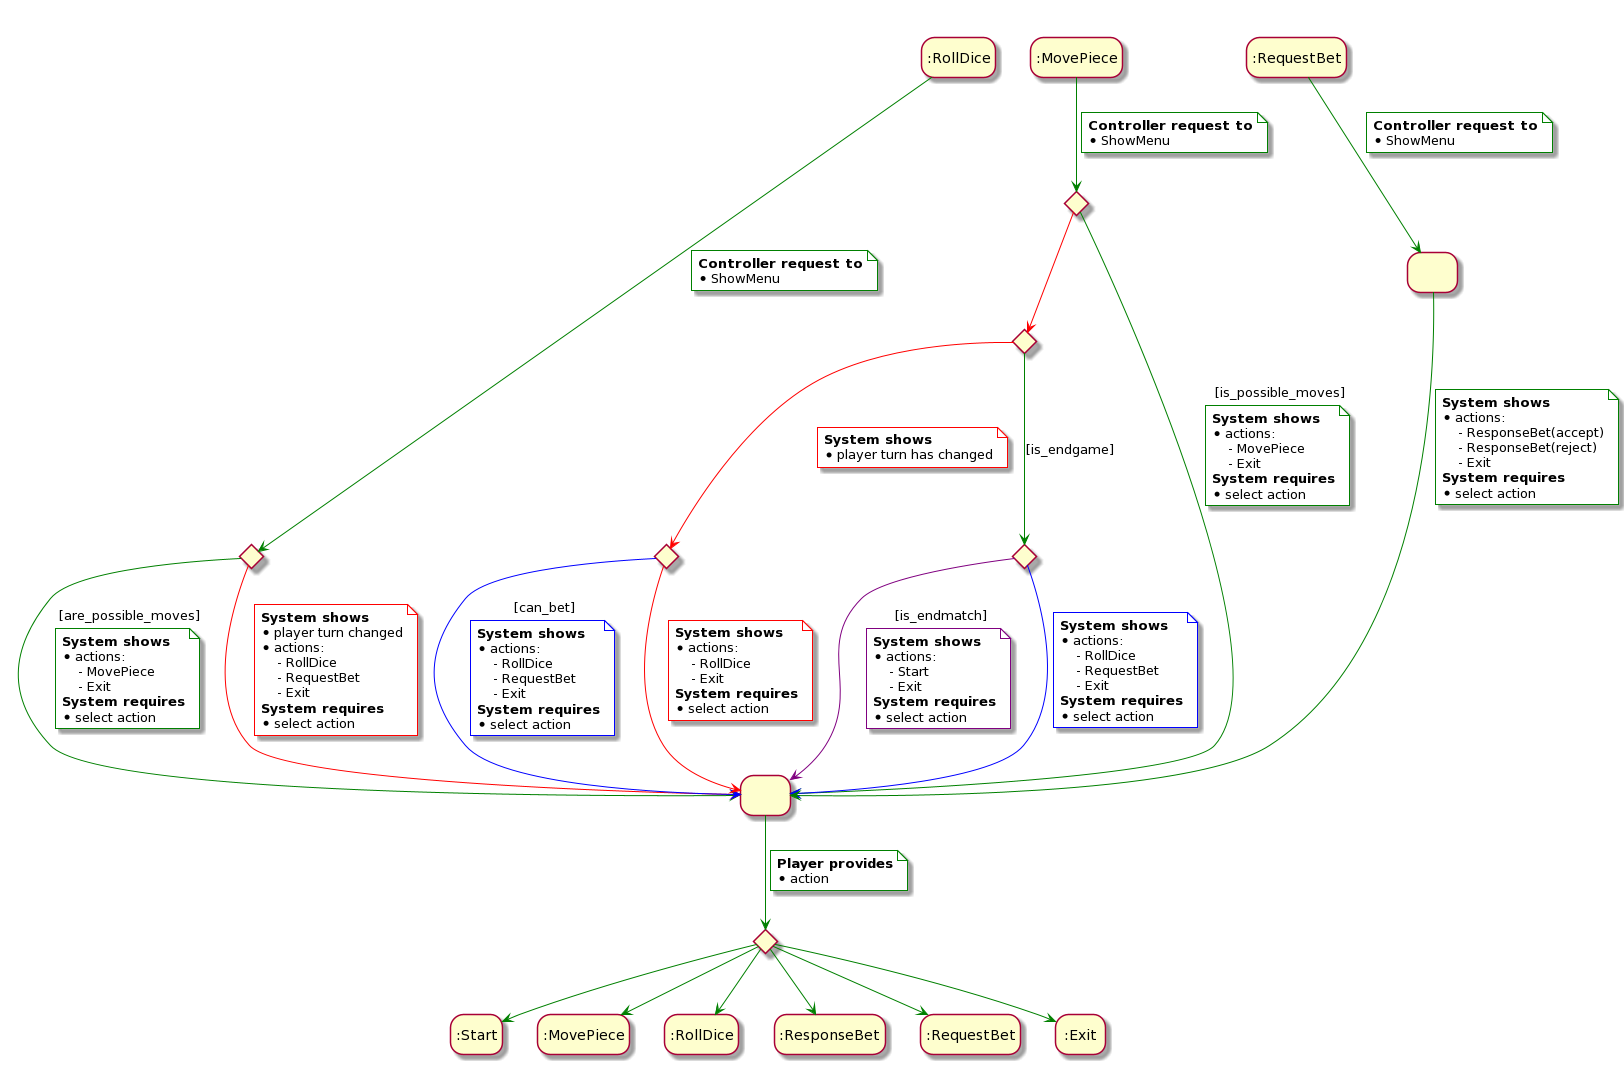 :RollDice
:MovePiece
:RequestBet
Controller request to
• ShowMenu
Controller request to
• ShowMenu
Controller request to
• ShowMenu
[is_possible_moves]
System shows
• actions:
- MovePiece
- Exit
System requires
• select action
System shows
• actions:
- ResponseBet(accept)
- ResponseBet(reject)
- Exit
System requires
• select action
System shows
• player turn has changed
[is_endgame]
[are_possible_moves]
System shows
• actions:
- MovePiece
- Exit
System requires
• select action
System shows
• player turn changed
• actions:
- RollDice
- RequestBet
- Exit
System requires
• select action
[can_bet]
System shows
• actions:
- RollDice
- RequestBet
- Exit
System requires
• select action
System shows
• actions:
- RollDice
- Exit
System requires
• select action
[is_endmatch]
System shows
• actions:
- Start
- Exit
System requires
• select action
System shows
• actions:
- RollDice
- RequestBet
- Exit
System requires
• select action
Player provides
• action
:Start
:MovePiece
:RollDice
:ResponseBet
:RequestBet
:Exit